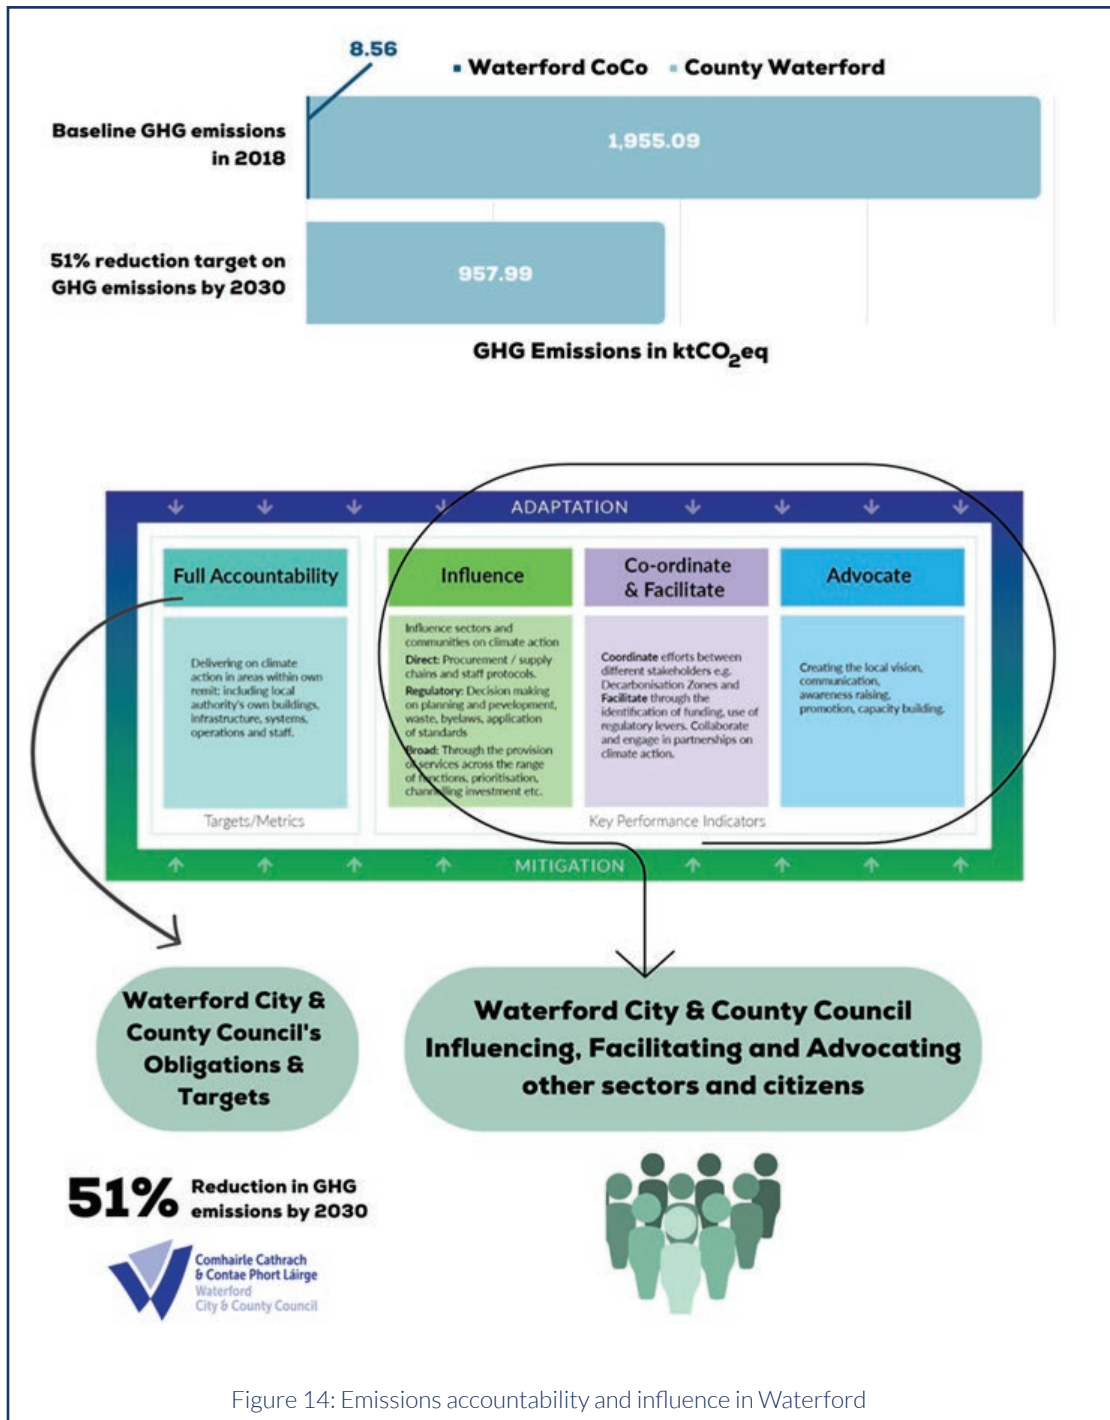 8.56
Waterford CoCo County Waterford
Baseline GHG emissions
in 2018
1,955.09
51% reduction target on
GHG emissions by 2030
957.99
GHG Emissions in ktCO₂eq
ADAPTATION
Full Accountability
Delivering on climate
action in areas within own
remit: including local
authority's own buildings,
infrastructure, systems,
operations and staff.
Targets/Metrics
Influence
Influence sectors and
communities on climate action
Direct: Procurement / supply
chains and staff protocols.
Regulatory: Decision making
on planning and pevelopment,
waste, byelaws, application
of standards
Broad: Through the provision
of services across the range
of functions, prioritisation,
channelling investment etc.
Co-ordinate
& Facilitate
Coordinate efforts between
different stakeholders e.g.
Decarbonisation Zones and
Facilitate through the
identification of funding, use of
regulatory levers. Collaborate
and engage in partnerships on
climate action.
Advocate
Creating the local vision,
communication,
awareness raising,
promotion, capacity building.
Key Performance Indicators
MITIGATION
Waterford City &
County Council's
Obligations &
Targets
Waterford City & County Council
Influencing, Facilitating and Advocating
other sectors and citizens
51% Reduction in GHG
emissions by 2030
Comhairle Cathrach
& Contae Phort Láirge
Waterford
City & County Council
Figure 14: Emissions accountability and influence in Waterford